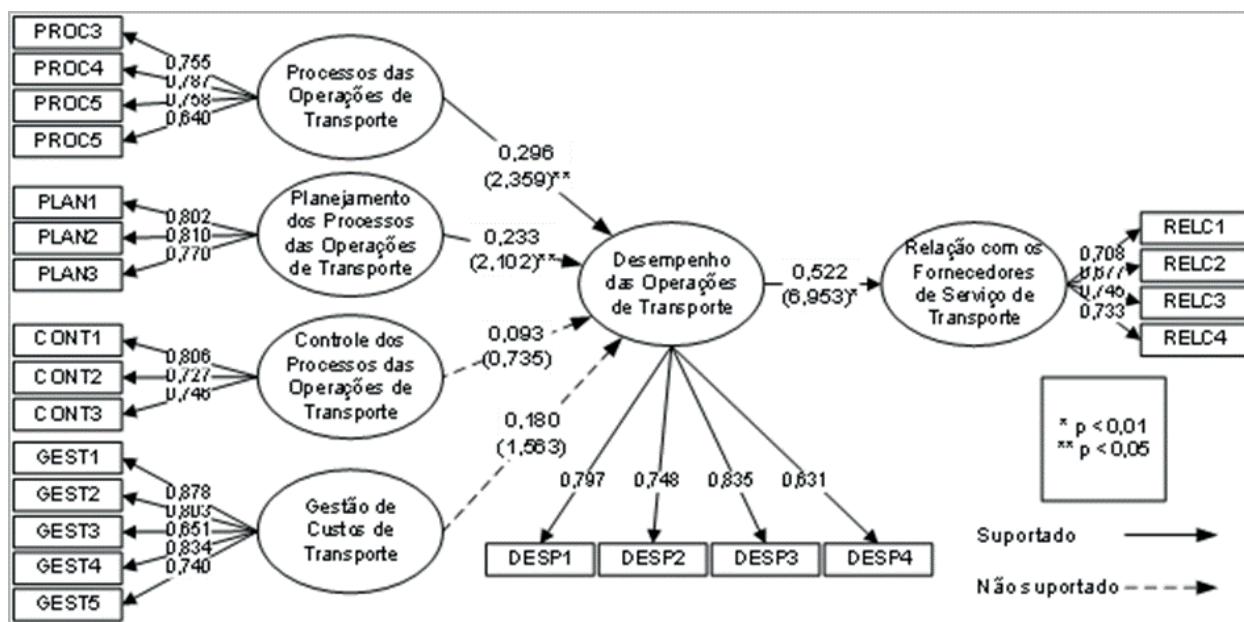 PROC3
PROC4
PROC5
PROC5
0,755
0,787
0,758
0,640
Processos das
Operações de
Transporte
0,296
(2,359)**
PLAN1
PLAN2
PLAN3
0,802
0,810
0,770
Planejamento
dos Processos
das Operações
de Transporte
0,233
(2,102)**
CONT1
CONT2
CONT3
0,806
0,727
0,746
Controle dos
Processos das
Operações de
Transporte
0,093
(0,735)
GEST1
GEST2
GEST3
GEST4
GEST5
0,878
0,803
0,651
0,834
0,740
Gestão de
Custos de
Transporte
0,180
(1,563)
Desempenho
das Operações
de Transporte
0,522
(6,953)*
0,797
0,748
0,835
0,631
DESP1
DESP2
DESP3
DESP4
Relação com os
Fornecedores
de Serviço de
Transporte
0,708
0,677
0,746
0,733
RELC1
RELC2
RELC3
RELC4
* p < 0,01
** p < 0,05
Suportado
Não suportado